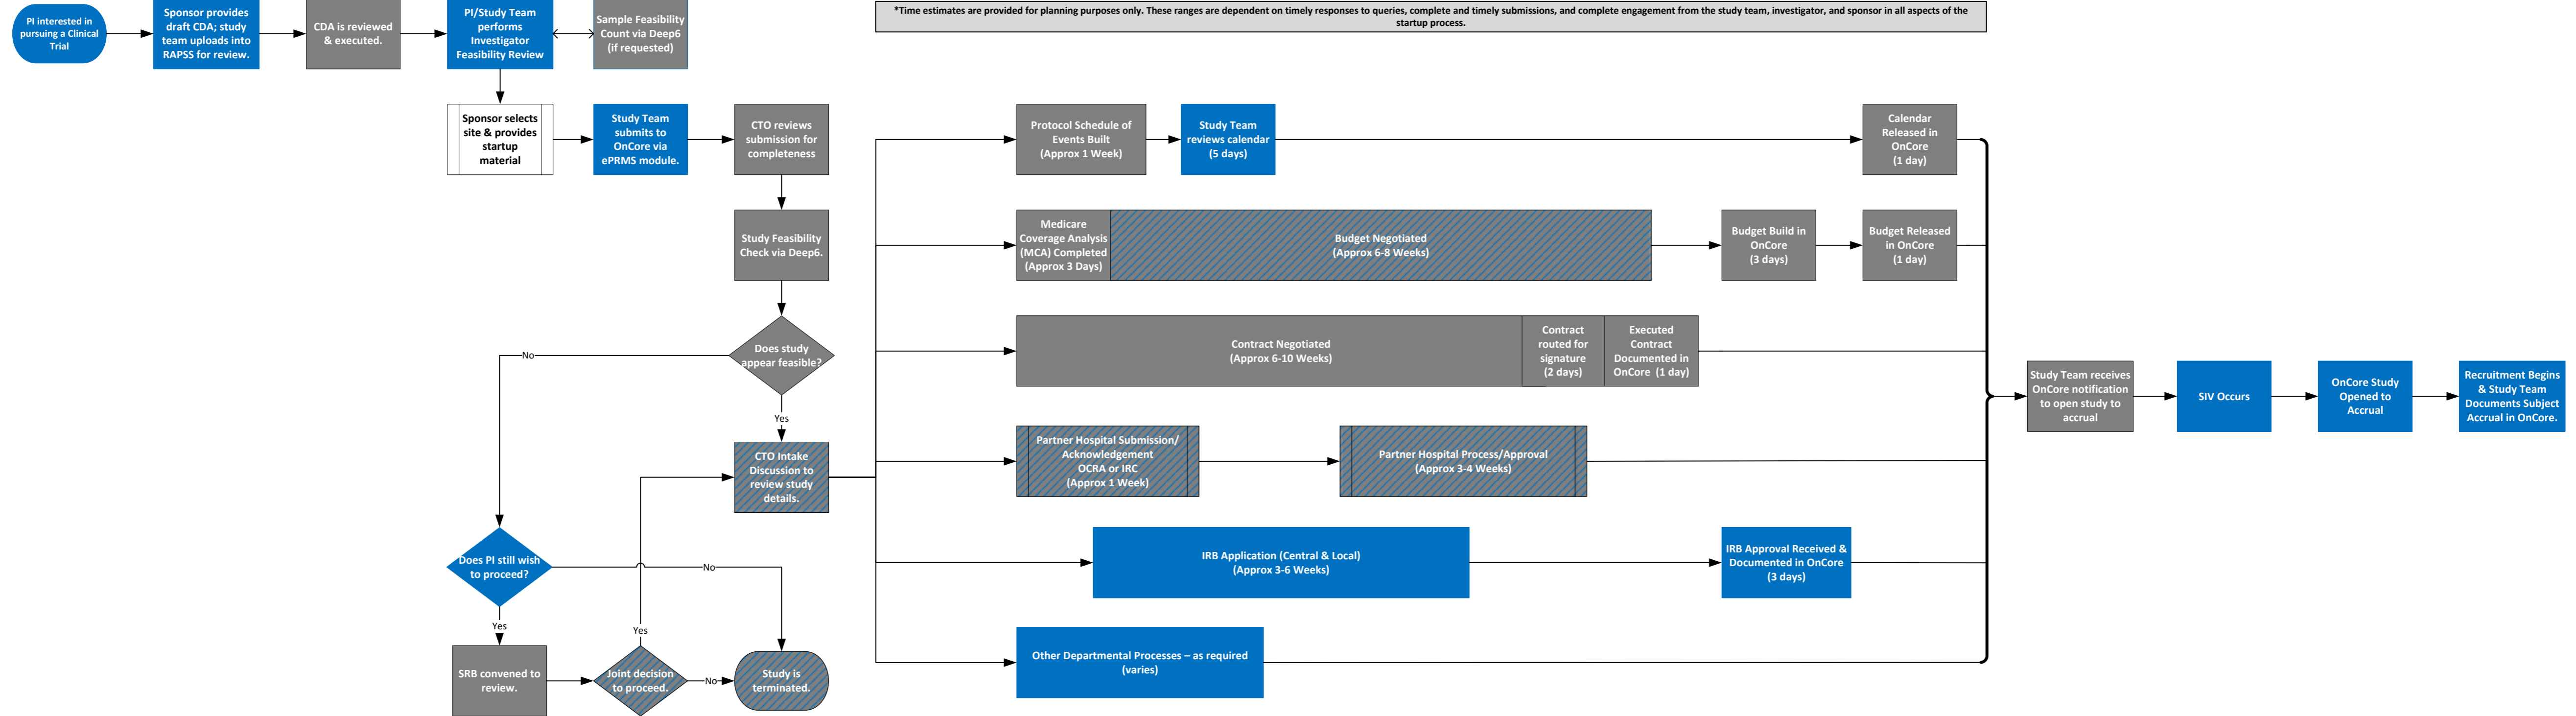 PI interested in
pursuing a Clinical
Trial
Sponsor provides
draft CDA; study
team uploads into
RAPSS for review.
CDA is reviewed
& executed.
PI/Study Team
performs
Investigator
Feasibility Review
Sample Feasibility
Count via Deep6
(if requested)
*Time estimates are provided for planning purposes only. These ranges are dependent on timely responses to queries, complete and timely submissions, and complete engagement from the study team, investigator, and sponsor in all aspects of the
startup process.
Sponsor selects
site & provides
startup
material
Study Team
submits to
OnCore via
ePRMS module.
CTO reviews
submission for
completeness
Study Feasibility
Check via Deep6.
Does study
appear feasible?
No
Yes
CTO Intake
Discussion to
review study
details.
Does PI still wish
to proceed?
No
Yes
SRB convened to
review.
Joint decision
to proceed.
Yes
No
Study is
terminated.
Protocol Schedule of
Events Built
(Approx 1 Week)
Study Team
reviews calendar
(5 days)
Calendar
Released in
OnCore
(1 day)
Medicare
Coverage Analysis
(MCA) Completed
(Approx 3 Days)
Budget Negotiated
(Approx 6-8 Weeks)
Budget Build in
OnCore
(3 days)
Budget Released
in OnCore
(1 day)
Contract Negotiated
(Approx 6-10 Weeks)
Contract
routed for
signature
(2 days)
Executed
Contract
Documented in
OnCore (1 day)
Partner Hospital Submission/
Acknowledgement
OCRA or IRC
(Approx 1 Week)
Partner Hospital Process/Approval
(Approx 3-4 Weeks)
IRB Application (Central & Local)
(Approx 3-6 Weeks)
IRB Approval Received &
Documented in OnCore
(3 days)
Other Departmental Processes – as required
(varies)
Study Team receives
OnCore notification
to open study to
accrual
SIV Occurs
OnCore Study
Opened to
Accrual
Recruitment Begins
& Study Team
Documents Subject
Accrual in OnCore.